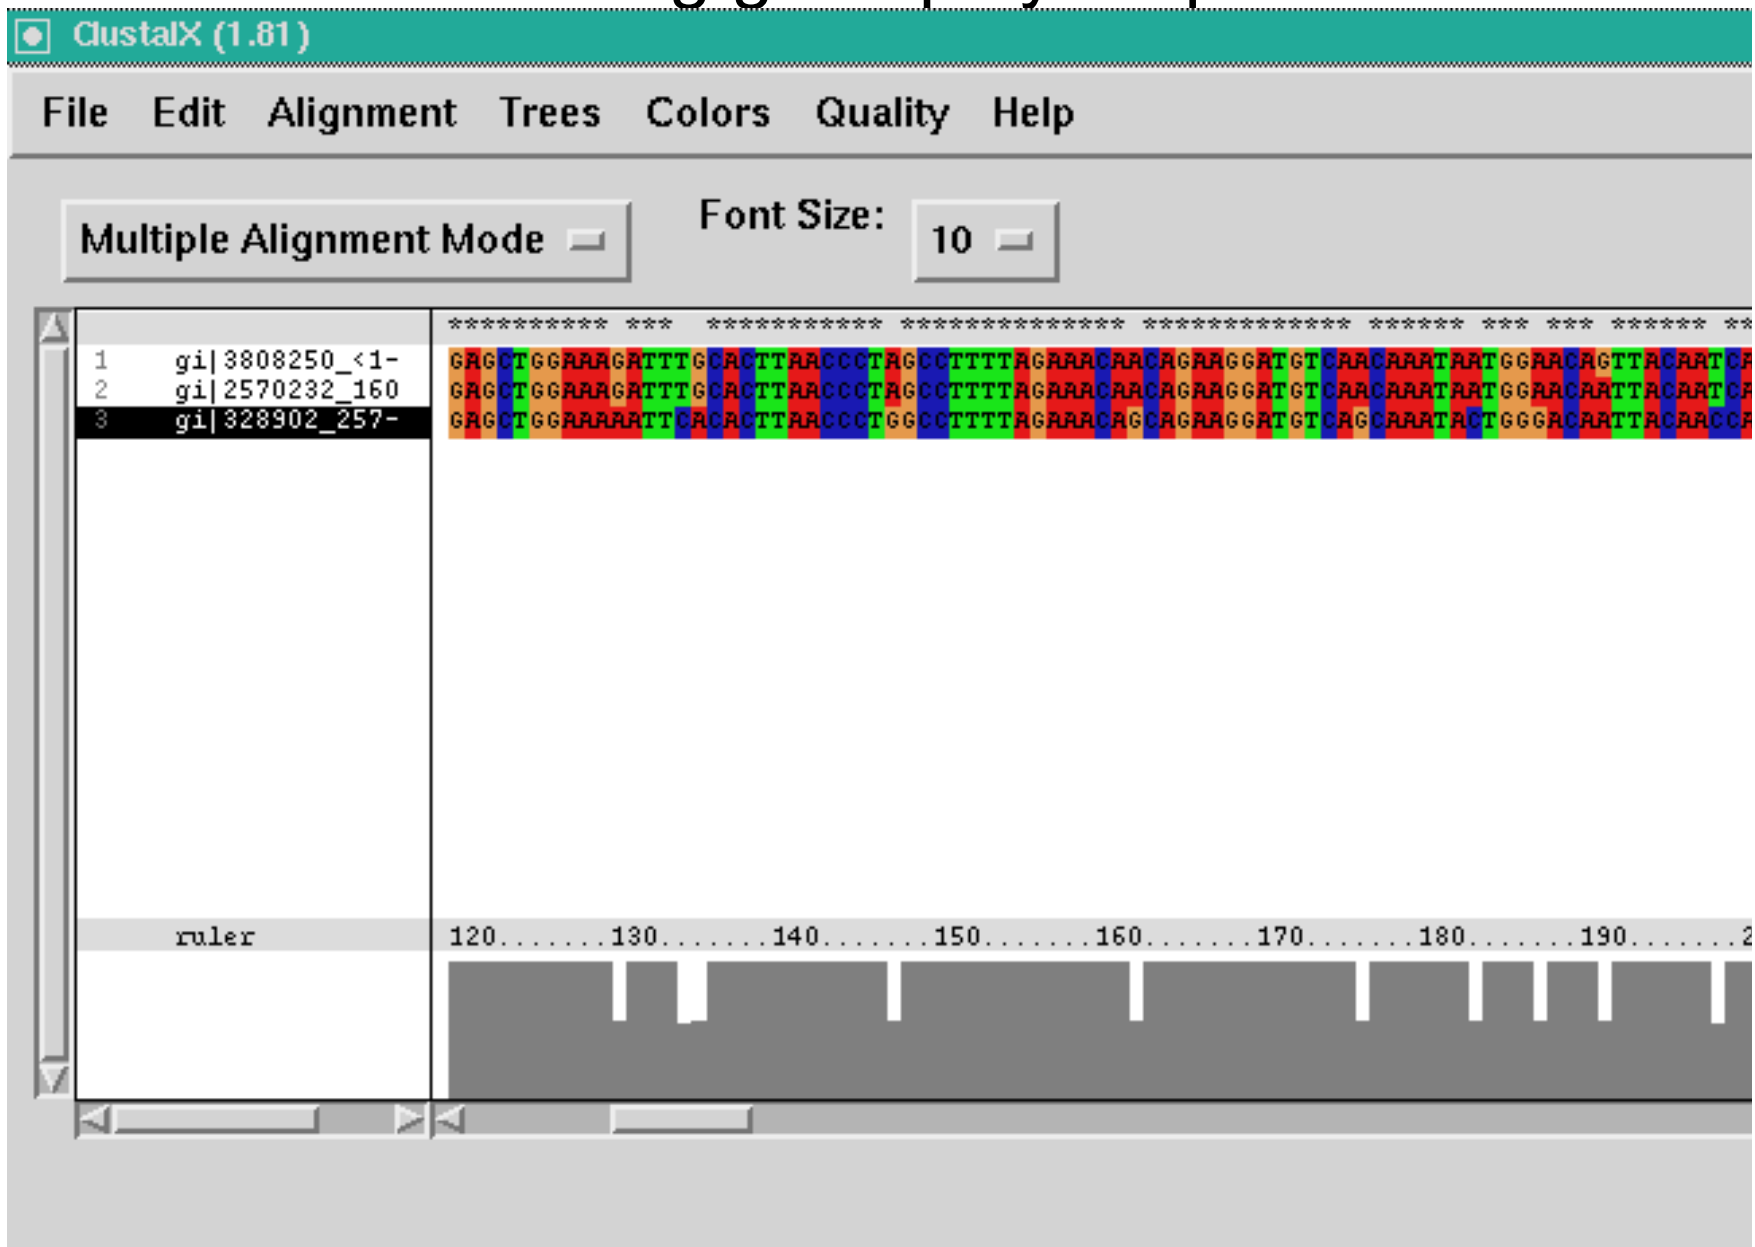 ClustalX (1.81)
File Edit Alignment Trees Colors Quality Help
Multiple Alignment Mode Font Size: 10
********** ***  *********** ************** ************* ****** *** *** ****** **
1 gi|3808250_<1- GAGCTGGAAAGATTTGCACTTAACCCTAGCCTTTTAGAAACAACAGAAGGATGTCAACAAATAATGGAACAGTTACAATCA
2 gi|2570232_160 GAGCTGGAAAGATTTGCACTTAACCCTAGCCTTTTAGAAACAACAGAAGGATGTCAACAAATAATGGAACAATTACAATCA
3 gi|328902_257- GAGCTGGAAAAATTCACACTTAACCCTGGCCTTTTAGAAACAGCAGAAGGATGTCAGCAAATACTGGGACAATTACAACCA
ruler 120.......130.......140.......150.......160.......170.......180.......190.......2